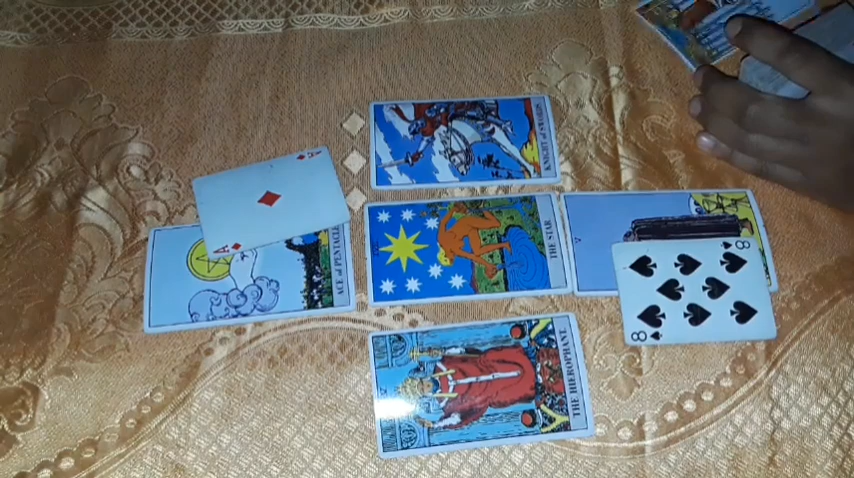 KNIGHT of SWORDS
A
A
ACE of PENTACLES
THE STAR
8
8
THE HIEROPHANT